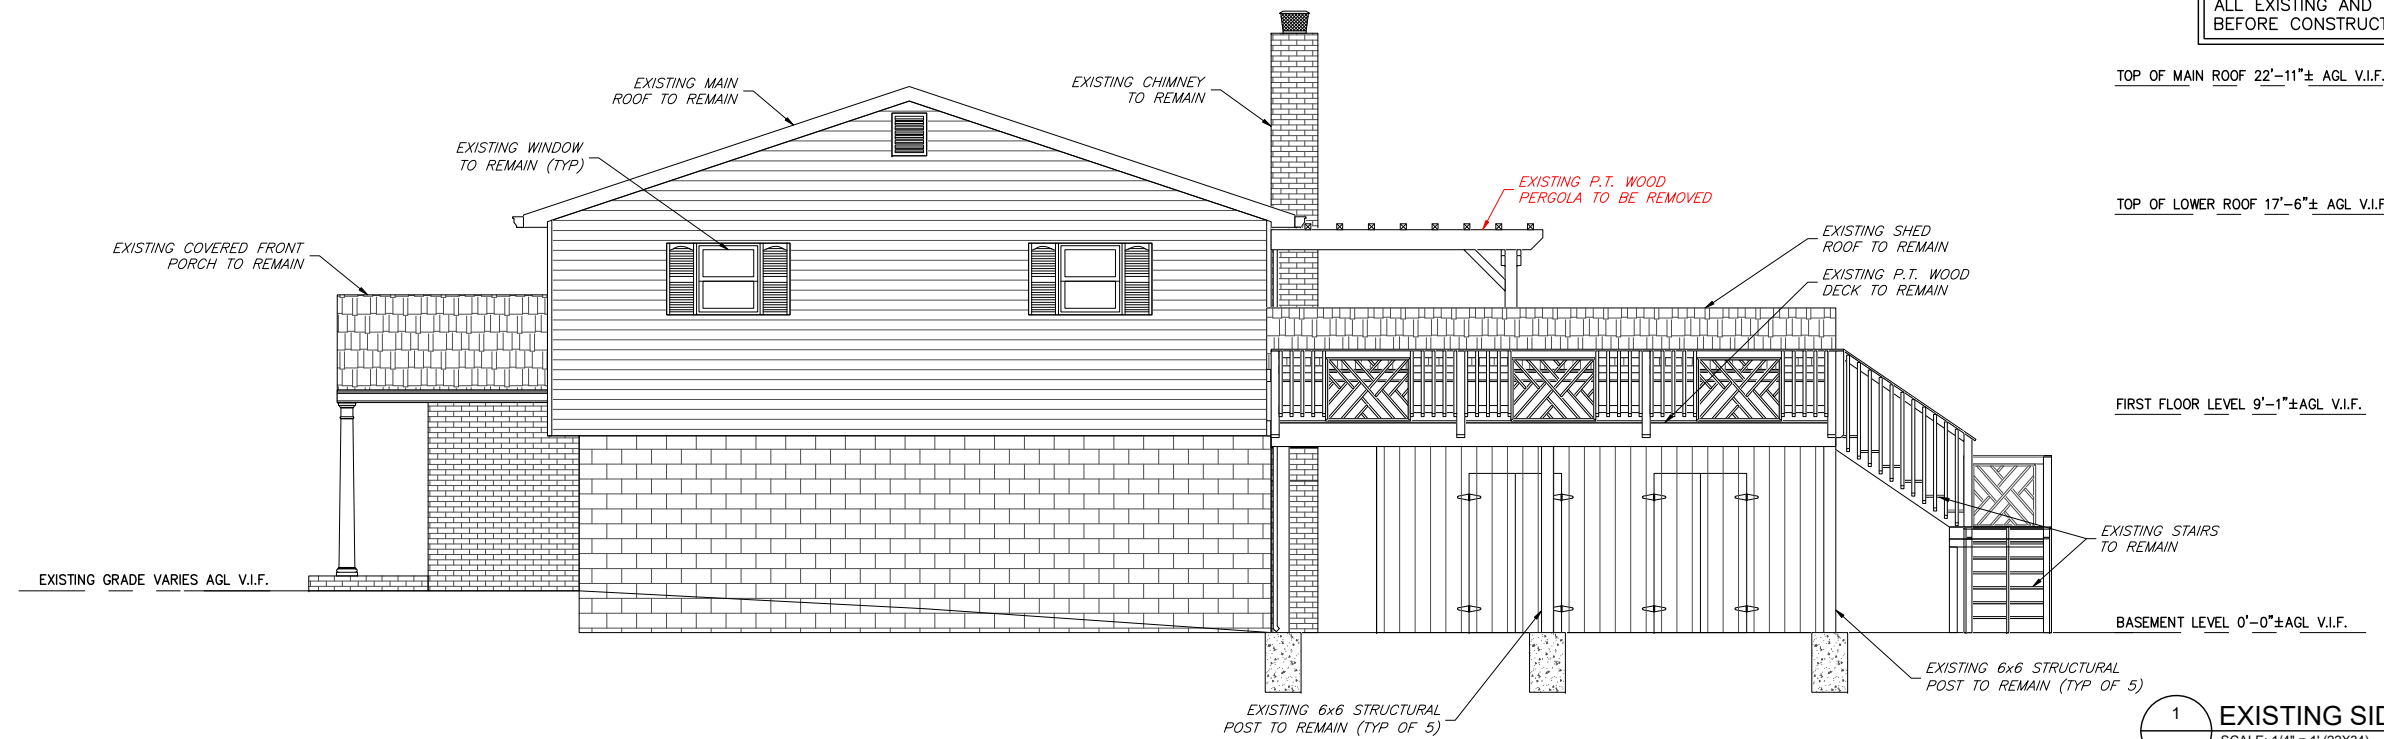 ALL EXISTING AND
BEFORE CONSTRUCT
TOP OF MAIN ROOF 22'-11"± AGL V.I.F.
EXISTING MAIN
ROOF TO REMAIN
EXISTING CHIMNEY
TO REMAIN
EXISTING WINDOW
TO REMAIN (TYP)
EXISTING P.T. WOOD
PERGOLA TO BE REMOVED
TOP OF LOWER ROOF 17'-6"± AGL V.I.F
EXISTING COVERED FRONT
PORCH TO REMAIN
EXISTING SHED
ROOF TO REMAIN
EXISTING P.T. WOOD
DECK TO REMAIN
FIRST FLOOR LEVEL 9'-1"±AGL V.I.F.
EXISTING STAIRS
TO REMAIN
EXISTING GRADE VARIES AGL V.I.F.
BASEMENT LEVEL 0'-0"±AGL V.I.F.
EXISTING 6x6 STRUCTURAL
POST TO REMAIN (TYP OF 5)
EXISTING 6x6 STRUCTURAL
POST TO REMAIN (TYP OF 5)
1
EXISTING SID
SCALE: 1/4" = 1' (22X34)